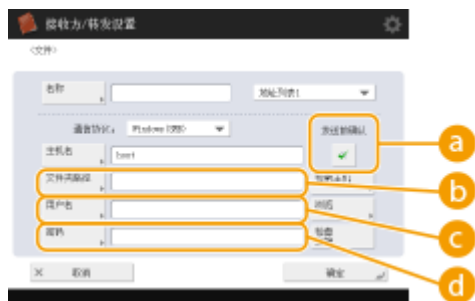 接收方/转发设置
<文件>
名称
地址列表1
通信协议:
Windows (SMB)
发送前确认
主机名
host
a
文件夹路径
b
用户名
浏览
c
密码
d
取消
确定